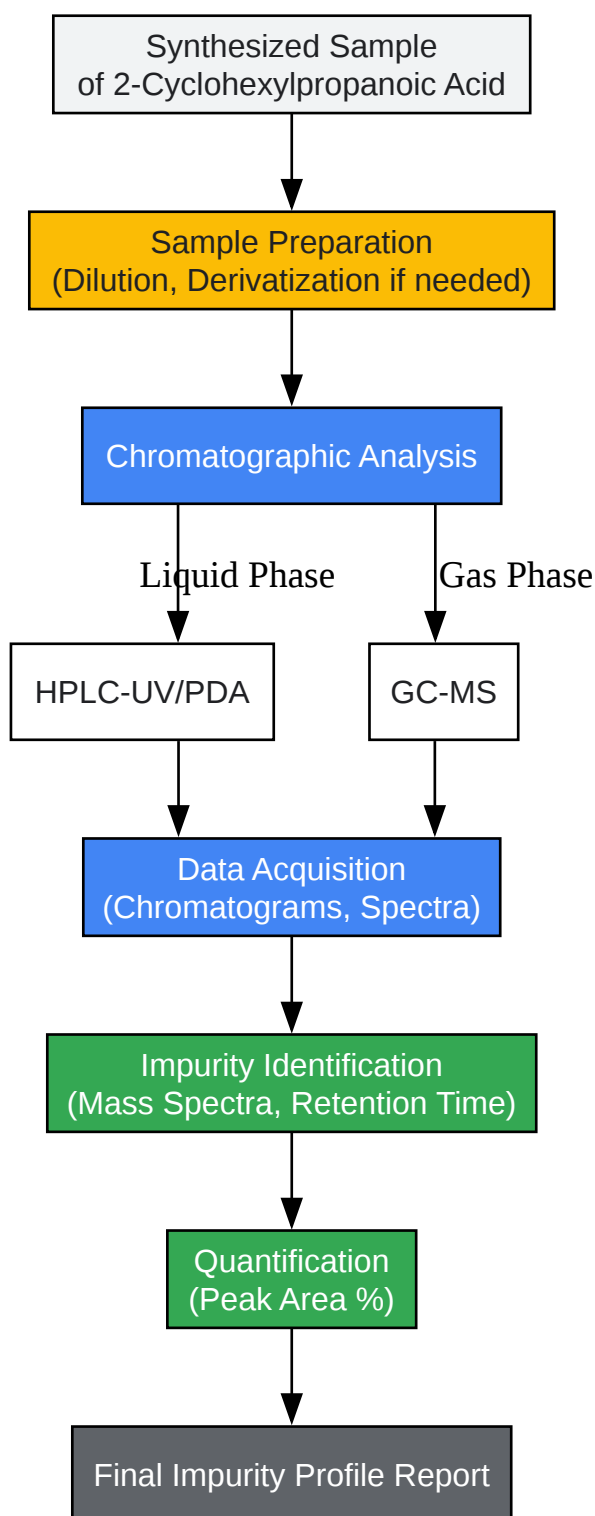 Synthesized Sample
of 2-Cyclohexylpropanoic Acid
Sample Preparation
(Dilution, Derivatization if needed)
Chromatographic Analysis
Liquid Phase
Gas Phase
HPLC-UV/PDA
GC-MS
Data Acquisition
(Chromatograms, Spectra)
Impurity Identification
(Mass Spectra, Retention Time)
Quantification
(Peak Area %)
Final Impurity Profile Report